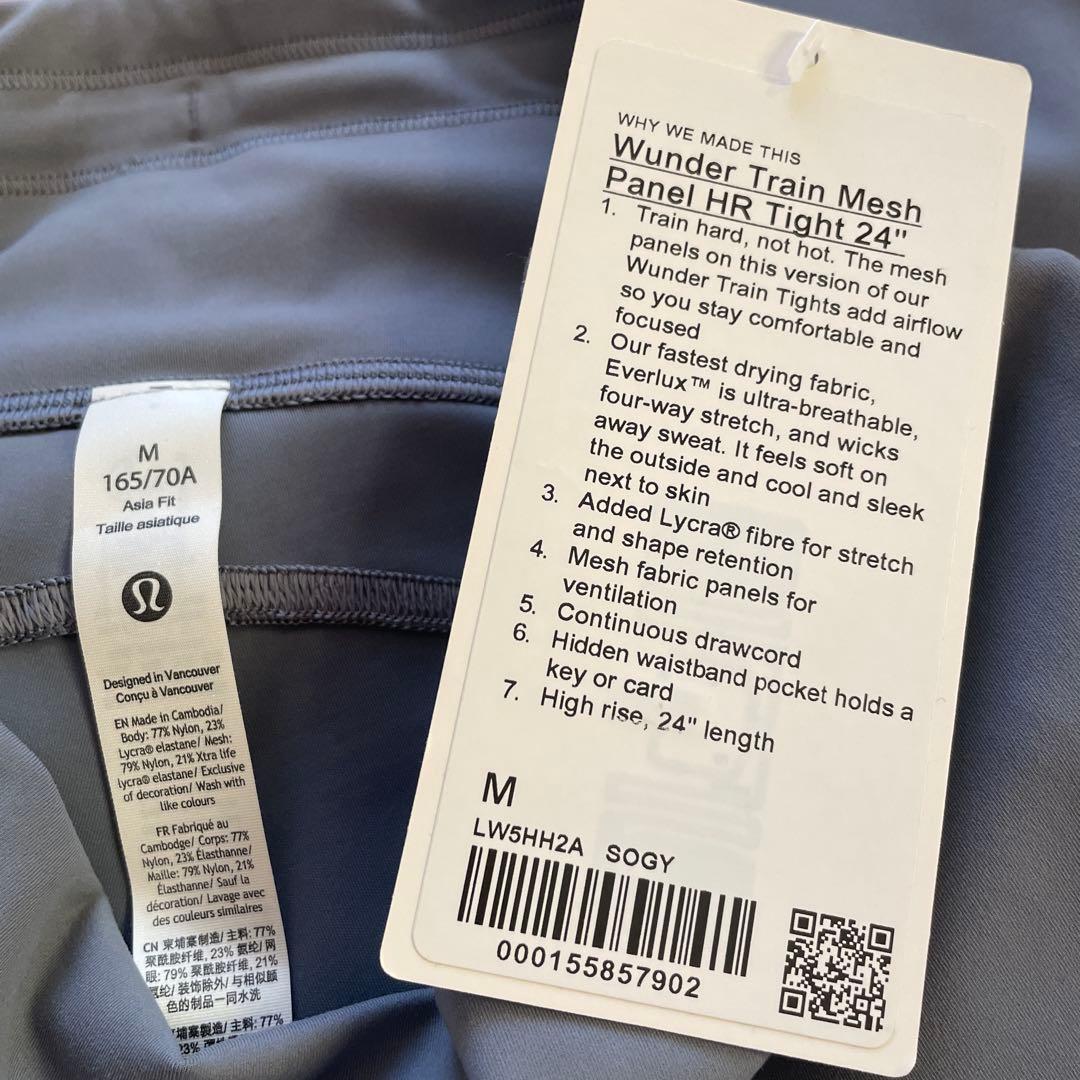 M
165/70A
Asia Fit
Taille asiatique
Designed in Vancouver
Conçu à Vancouver
EN Made in Cambodia/
Body: 77% Nylon, 23%
Lycra® elastane/ Mesh:
79% Nylon, 21% Xtra life
lycra® elastane/ Exclusive
of decoration/ Wash with
like colours
FR Fabriqué au
Cambodge/ Corps: 77%
Nylon, 23% Élasthanne/
Maille: 79% Nylon, 21%
Élasthanne/ Sauf la
décoration/ Lavage avec
des couleurs similaires
CN 柬埔寨制造/ 主料: 77%
聚酰胺纤维, 23% 氨纶/ 网
眼: 79% 聚酰胺纤维, 21%
氨纶/ 装饰除外/ 与相似颜
色的制品一同水洗
埔寨製造/ 主料: 77%
23%
WHY WE MADE THIS
Wunder Train Mesh
Panel HR Tight 24"
1. Train hard, not hot. The mesh
panels on this version of our
Wunder Train Tights add airflow
so you stay comfortable and
focused
2. Our fastest drying fabric,
Everlux™ is ultra-breathable,
four-way stretch, and wicks
away sweat. It feels soft on
the outside and cool and sleek
next to skin
3. Added Lycra® fibre for stretch
and shape retention
4. Mesh fabric panels for
ventilation
5. Continuous drawcord
6. Hidden waistband pocket holds a
key or card
7. High rise, 24" length
M
LW5HH2A SOGY
000155857902